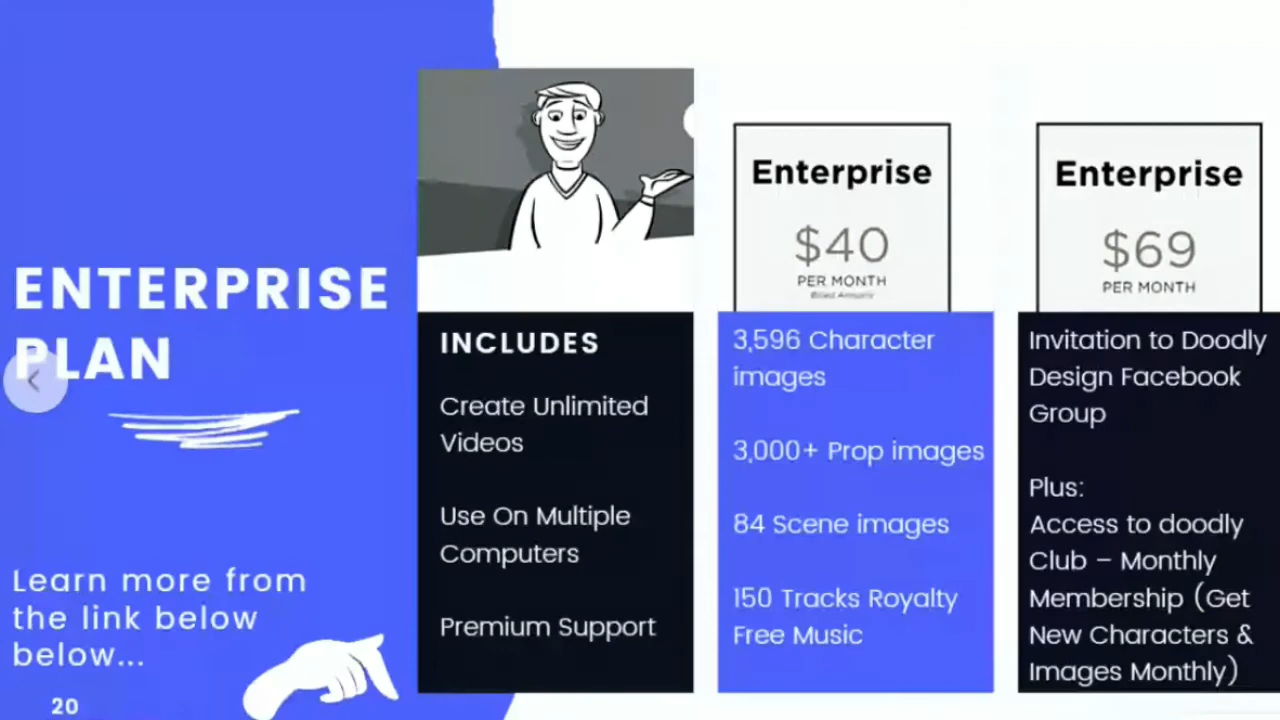 ENTERPRISE
PLAN
Learn more from
the link below
below...
20
INCLUDES
Create Unlimited
Videos
Use On Multiple
Computers
Premium Support
Enterprise
$40
PER MONTH
Billed Annually
3,596 Character
images
3,000+ Prop images
84 Scene images
150 Tracks Royalty
Free Music
Enterprise
$69
PER MONTH
Invitation to Doodly
Design Facebook
Group
Plus:
Access to doodly
Club – Monthly
Membership (Get
New Characters &
Images Monthly)